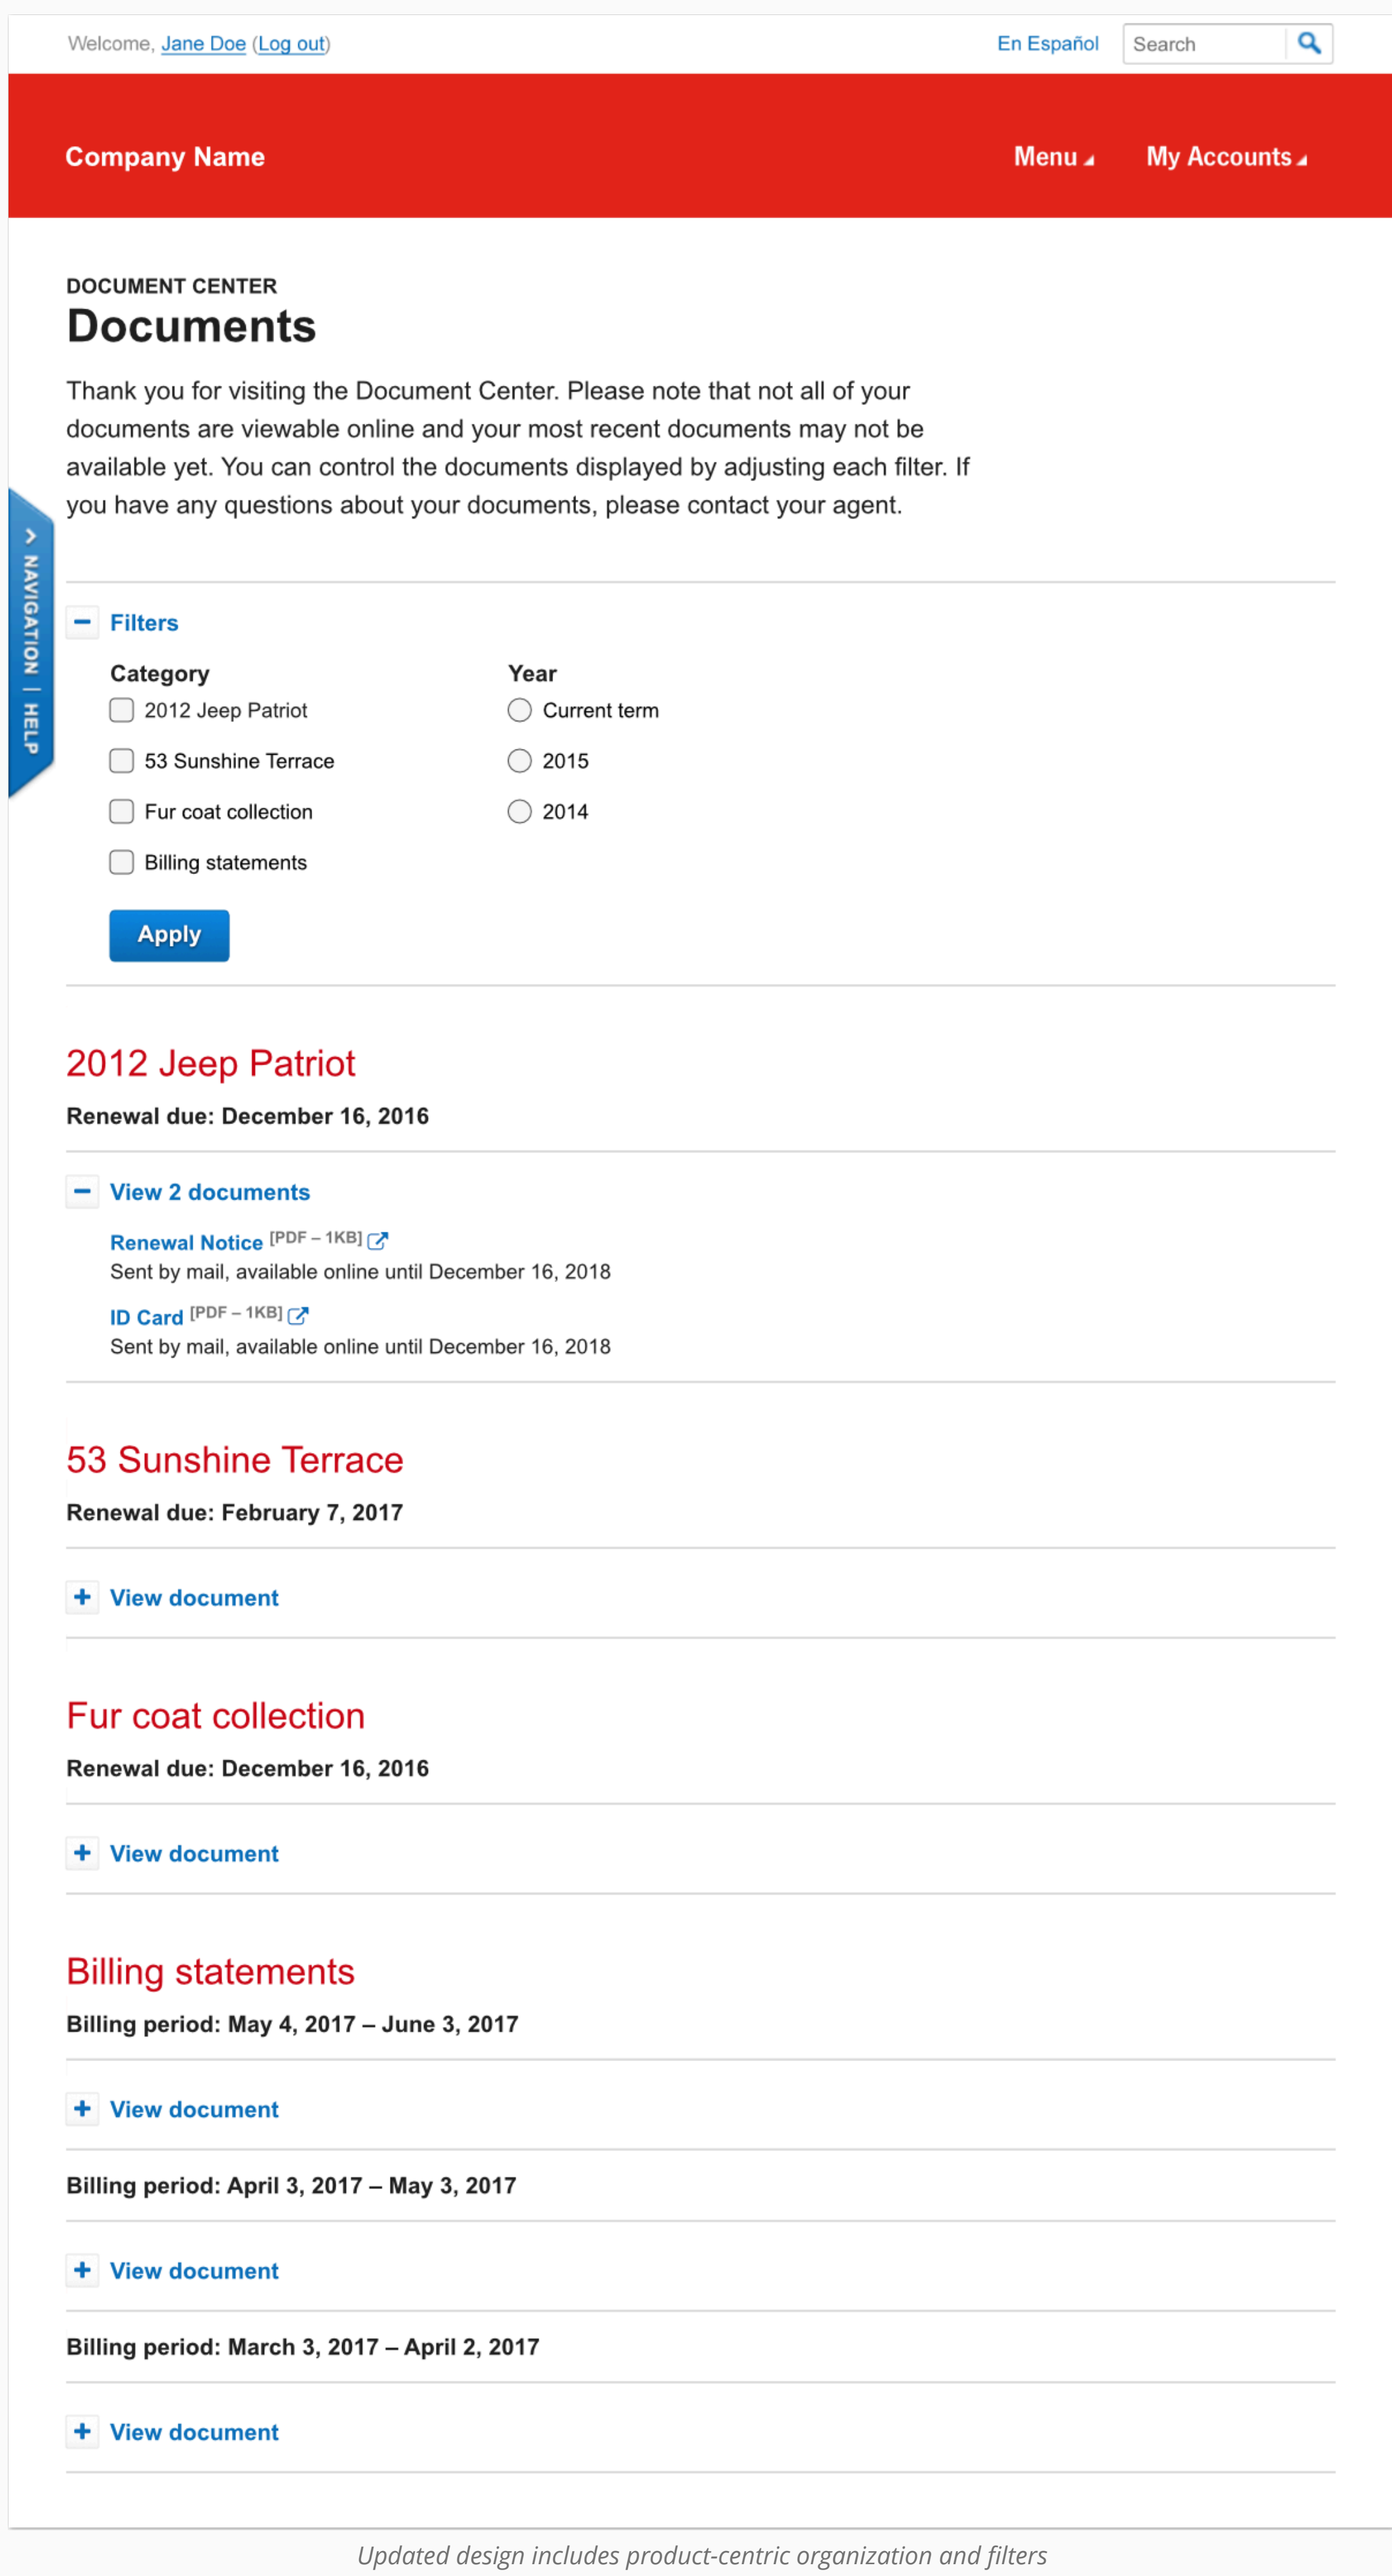 Welcome, Jane Doe (Log out)
En Español
Search
Company Name
Menu
My Accounts
DOCUMENT CENTER
Documents
Thank you for visiting the Document Center. Please note that not all of your
documents are viewable online and your most recent documents may not be
available yet. You can control the documents displayed by adjusting each filter. If
you have any questions about your documents, please contact your agent.
NAVIGATION | HELP
Filters
Category
2012 Jeep Patriot
53 Sunshine Terrace
Fur coat collection
Billing statements
Year
Current term
2015
2014
Apply
2012 Jeep Patriot
Renewal due: December 16, 2016
View 2 documents
Renewal Notice [PDF – 1KB]
Sent by mail, available online until December 16, 2018
ID Card [PDF – 1KB]
Sent by mail, available online until December 16, 2018
53 Sunshine Terrace
Renewal due: February 7, 2017
View document
Fur coat collection
Renewal due: December 16, 2016
View document
Billing statements
Billing period: May 4, 2017 – June 3, 2017
View document
Billing period: April 3, 2017 – May 3, 2017
View document
Billing period: March 3, 2017 – April 2, 2017
View document
Updated design includes product-centric organization and filters